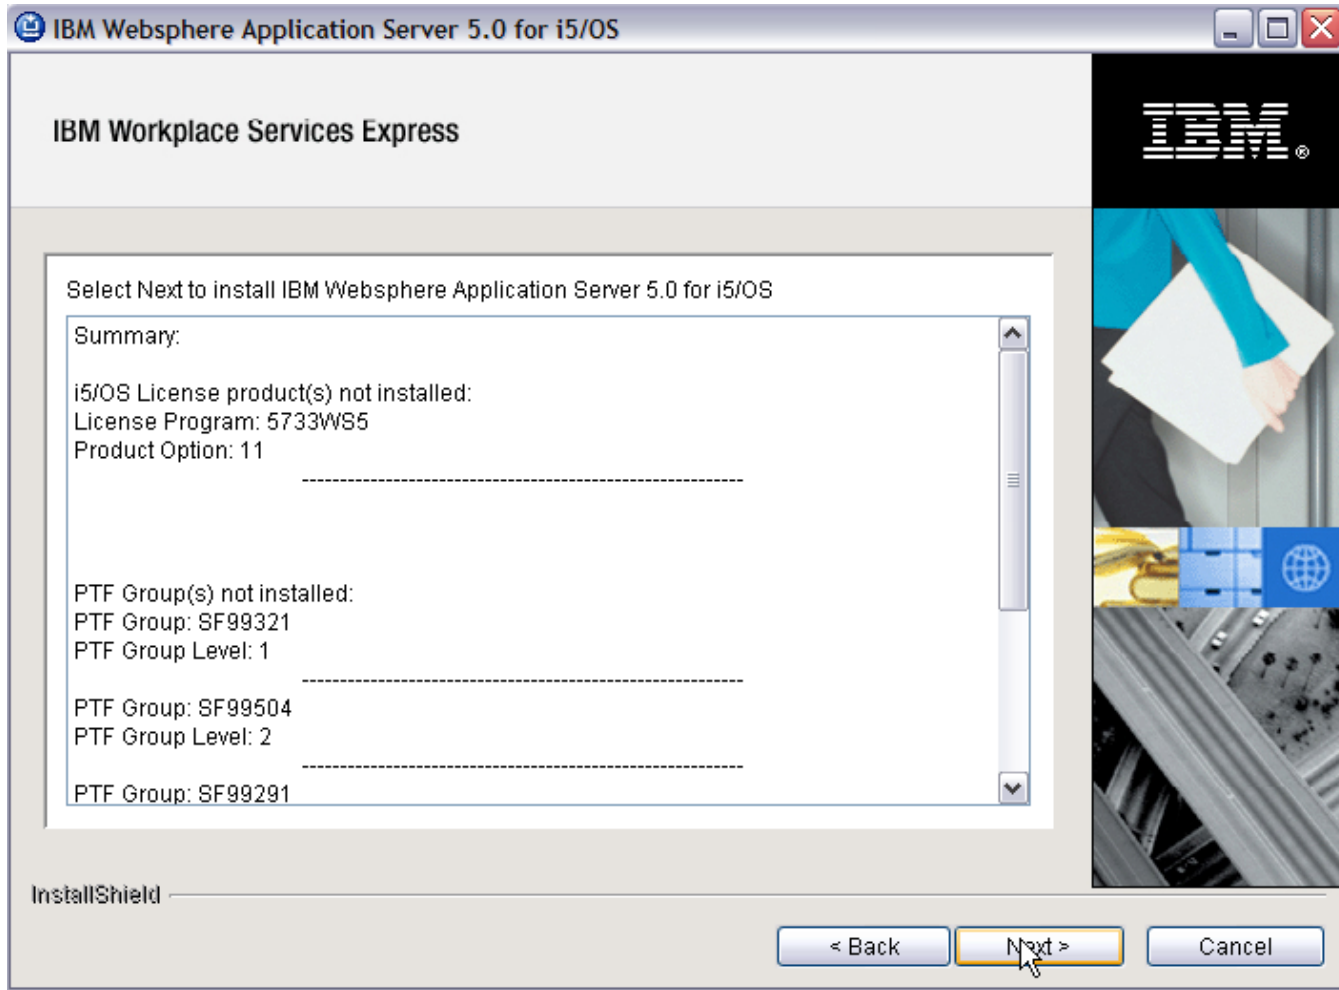 IBM Websphere Application Server 5.0 for i5/OS
IBM Workplace Services Express
IBM®
Select Next to install IBM Websphere Application Server 5.0 for i5/OS
Summary:
i5/OS License product(s) not installed:
License Program: 5733WS5
Product Option: 11
----------------------------------------------------------
PTF Group(s) not installed:
PTF Group: SF99321
PTF Group Level: 1
----------------------------------------------------------
PTF Group: SF99504
PTF Group Level: 2
----------------------------------------------------------
PTF Group: SF99291
InstallShield
< Back
Next >
Cancel